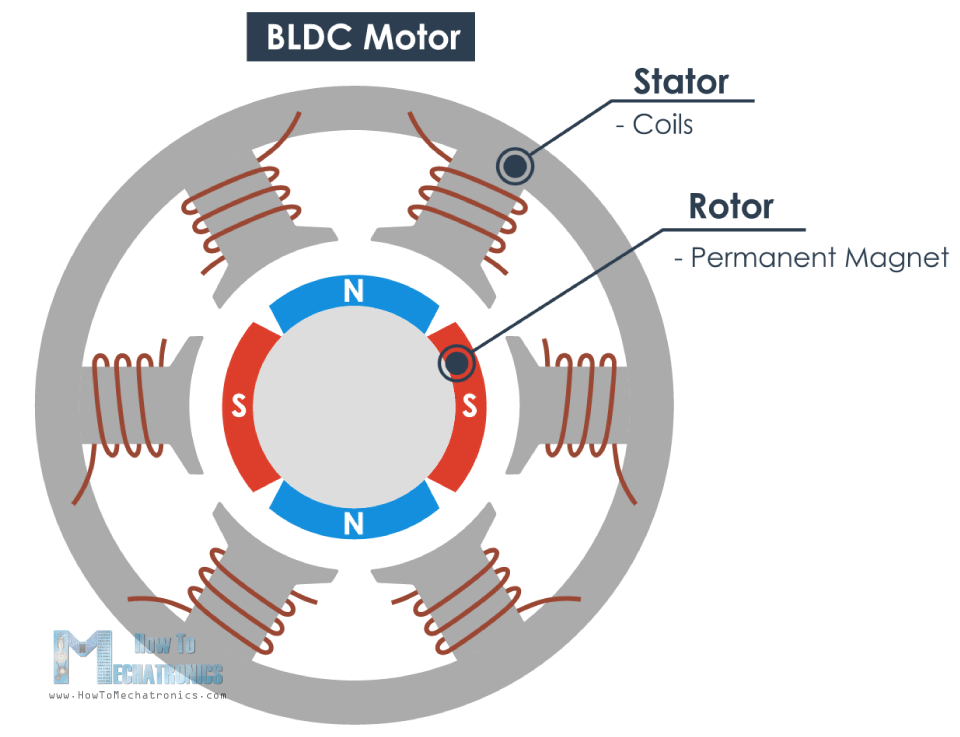 BLDC Motor
Stator
- Coils
Rotor
- Permanent Magnet
N
S
S
N
How To
MECHATRONICS
www.HowToMechatronics.com